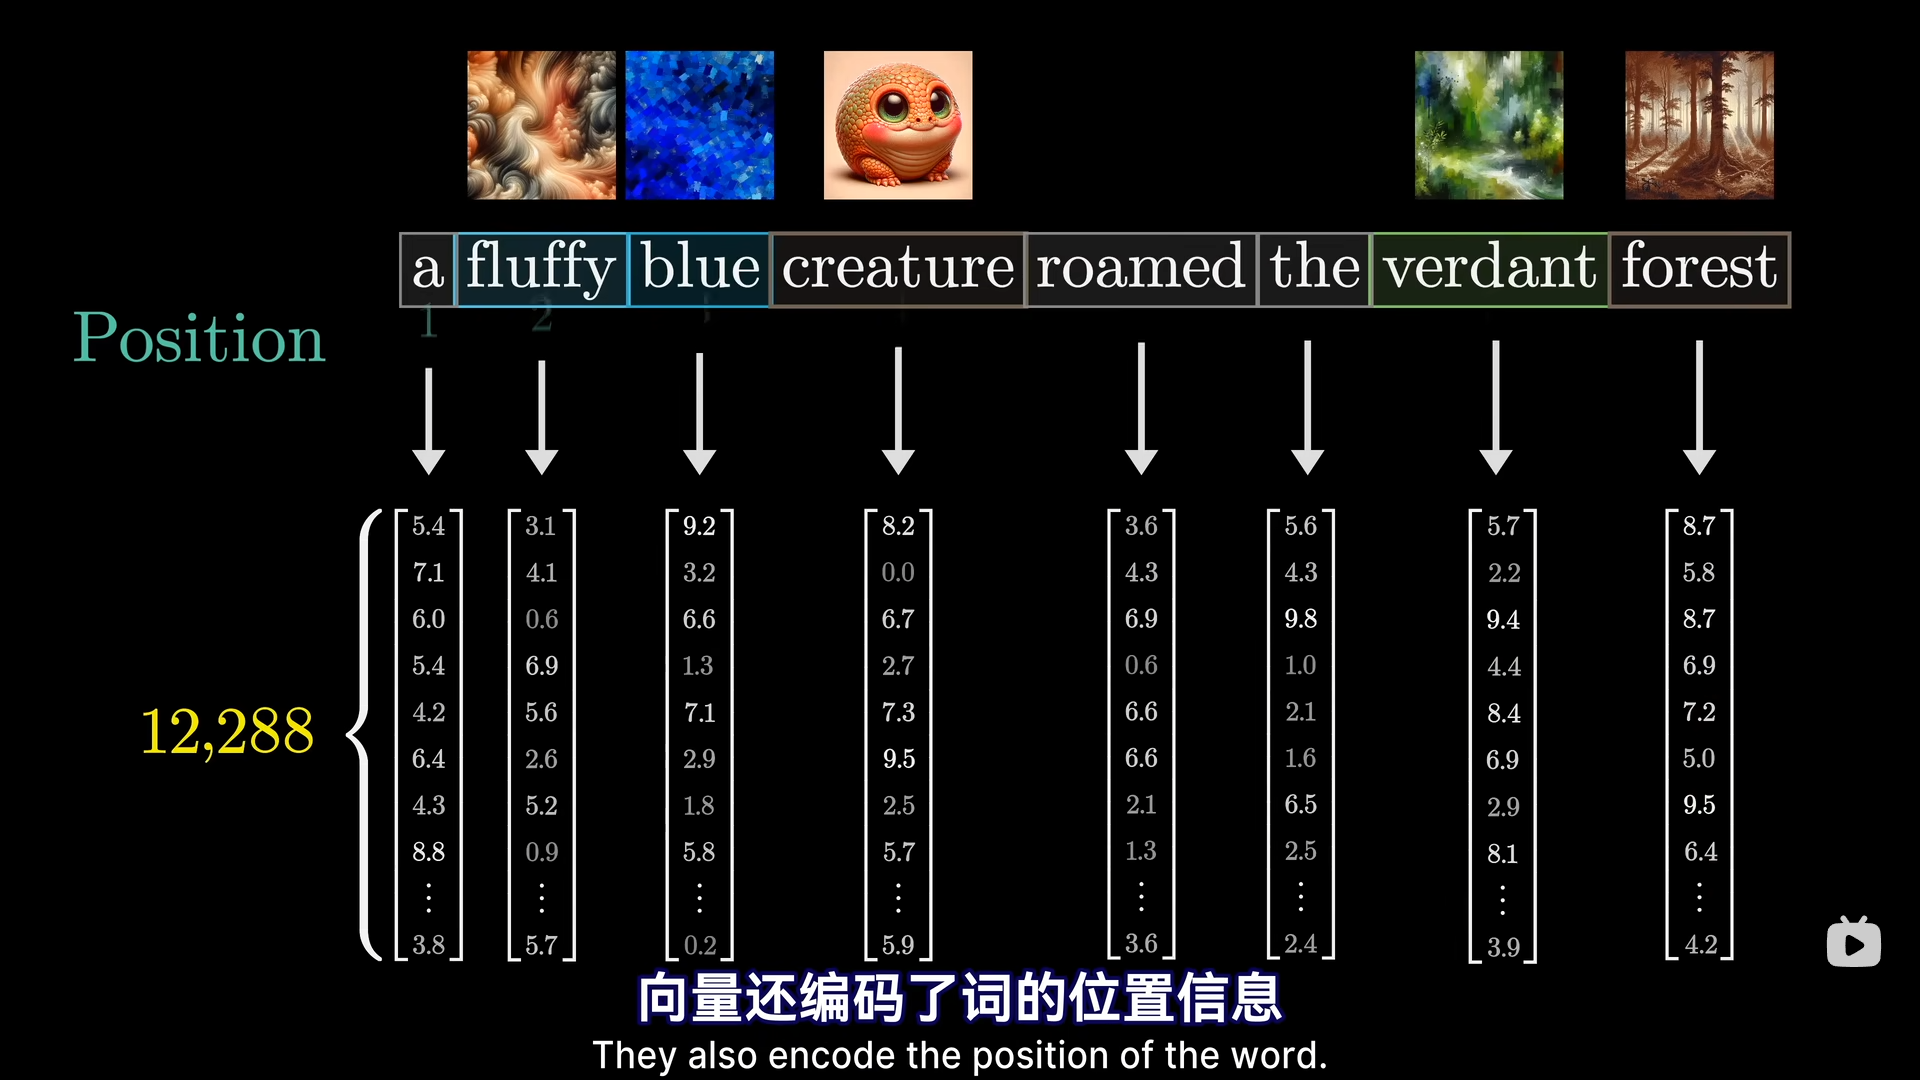 a fluffy blue creature roamed the verdant forest
Position 1 2
5.4 3.1 9.2 8.2 3.6 5.6 5.7 8.7
7.1 4.1 3.2 0.0 4.3 4.3 2.2 5.8
6.0 0.6 6.6 6.7 6.9 9.8 9.4 8.7
5.4 6.9 1.3 2.7 0.6 1.0 4.4 6.9
12,288 4.2 5.6 7.1 7.3 6.6 2.1 8.4 7.2
6.4 2.6 2.9 9.5 6.6 1.6 6.9 5.0
4.3 5.2 1.8 2.5 2.1 6.5 2.9 9.5
8.8 0.9 5.8 5.7 1.3 2.5 8.1 6.4
⋮ ⋮ ⋮ ⋮ ⋮ ⋮ ⋮ ⋮
3.8 5.7 0.2 5.9 3.6 2.4 3.9 4.2
向量还编码了词的位置信息
They also encode the position of the word.